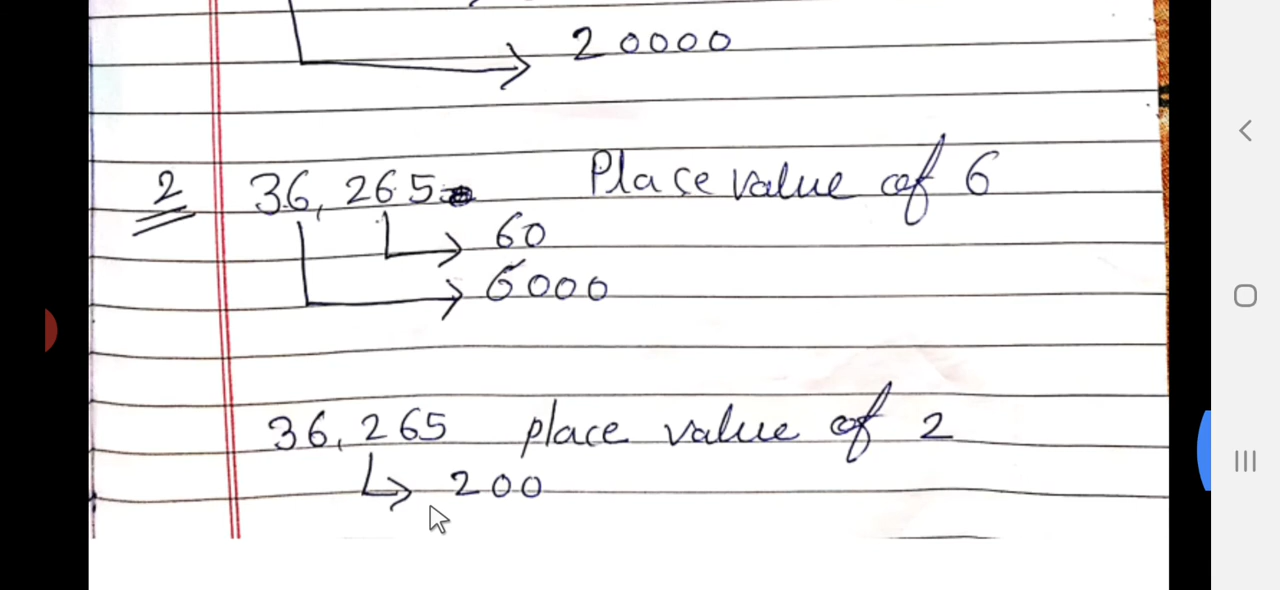 20000
2 36,265 Place value of 6
60
6000
36,265 place value of 2
200